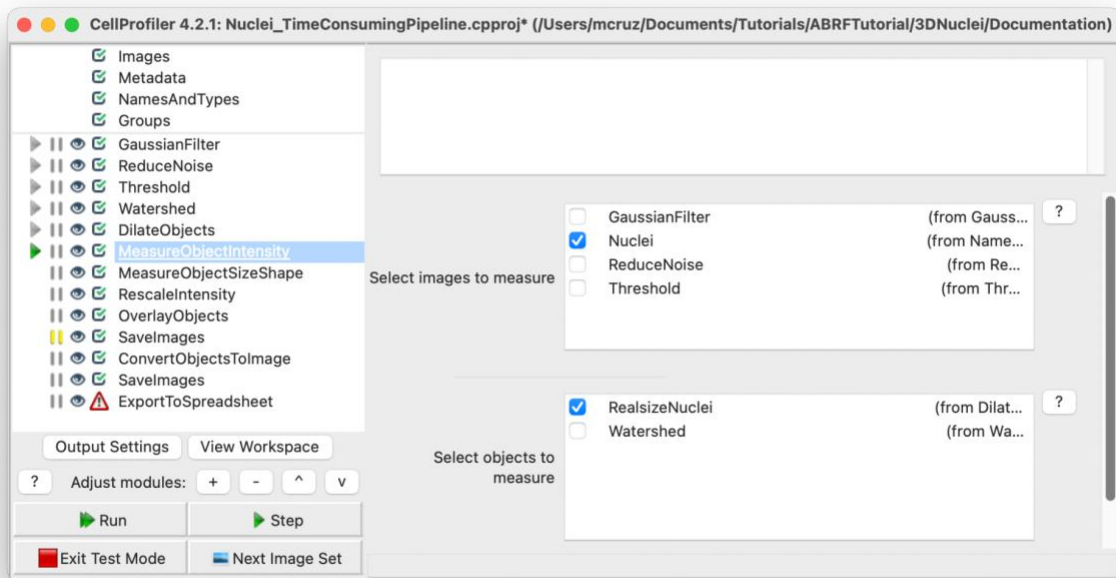 CellProfiler 4.2.1: Nuclei_TimeConsumingPipeline.cpproj* (/Users/mcruz/Documents/Tutorials/ABRFTutorial/3DNuclei/Documentation)
Images
Metadata
NamesAndTypes
Groups
GaussianFilter
ReduceNoise
Threshold
Watershed
DilateObjects
MeasureObjectIntensity
MeasureObjectSizeShape
RescaleIntensity
OverlayObjects
SaveImages
ConvertObjectsToImage
SaveImages
ExportToSpreadsheet
Output Settings View Workspace
? Adjust modules: + - ^ v
Run Step
Exit Test Mode Next Image Set
Select images to measure
GaussianFilter (from Gauss... ?
Nuclei (from Name...
ReduceNoise (from Re...
Threshold (from Thr...
Select objects to
measure
RealsizeNuclei (from Dilat... ?
Watershed (from Wa...